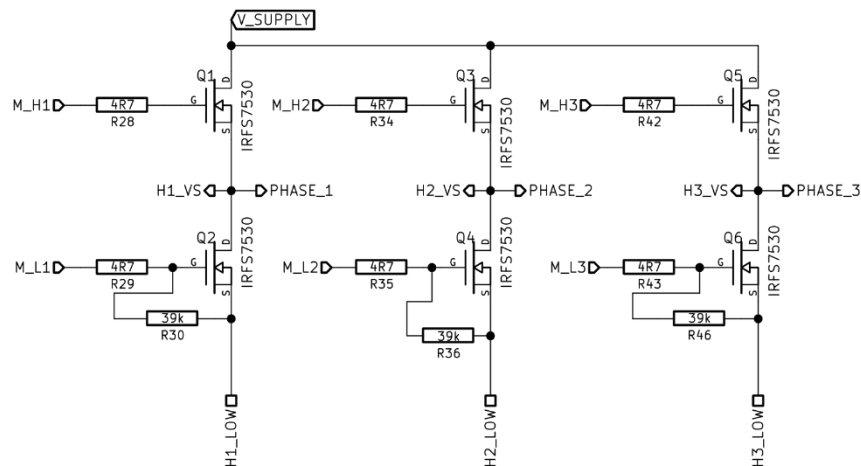 V_SUPPLY
Q1
D
Q3
D
Q5
D
M_H1
4R7
G
M_H2
4R7
G
M_H3
4R7
G
R28
S
IRFS7530
R34
S
IRFS7530
R42
S
IRFS7530
H1_VS
PHASE_1
H2_VS
PHASE_2
H3_VS
PHASE_3
Q2
D
Q4
D
Q6
D
M_L1
4R7
G
M_L2
4R7
G
M_L3
4R7
G
R29
S
IRFS7530
R35
S
IRFS7530
R43
S
IRFS7530
39k
R30
39k
R36
39k
R46
H1_LOW
H2_LOW
H3_LOW